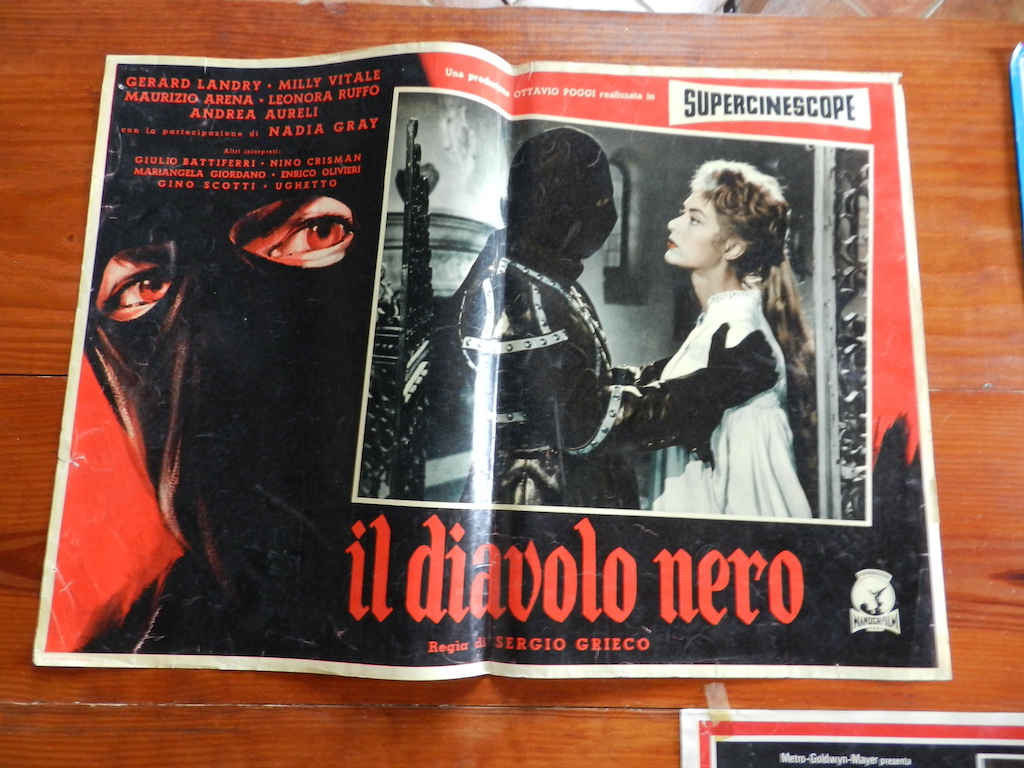 GERARD LANDRY • MILLY VITALE
MAURIZIO ARENA • LEONORA RUFFO
ANDREA AURELI
con la partecipazione di NADIA GRAY
Altri interpreti:
GIULIO BATTIFERRI • NINO CRISMAN
MARIANGELA GIORDANO • ENRICO OLIVIERI
GINO SCOTTI • UGHETTO
Una produzione OTTAVIO POGGI realizzata in
SUPERCINESCOPE
il diavolo nero
Regia di SERGIO GRIECO
MANDERFILM
Metro-Goldwyn-Mayer presenta